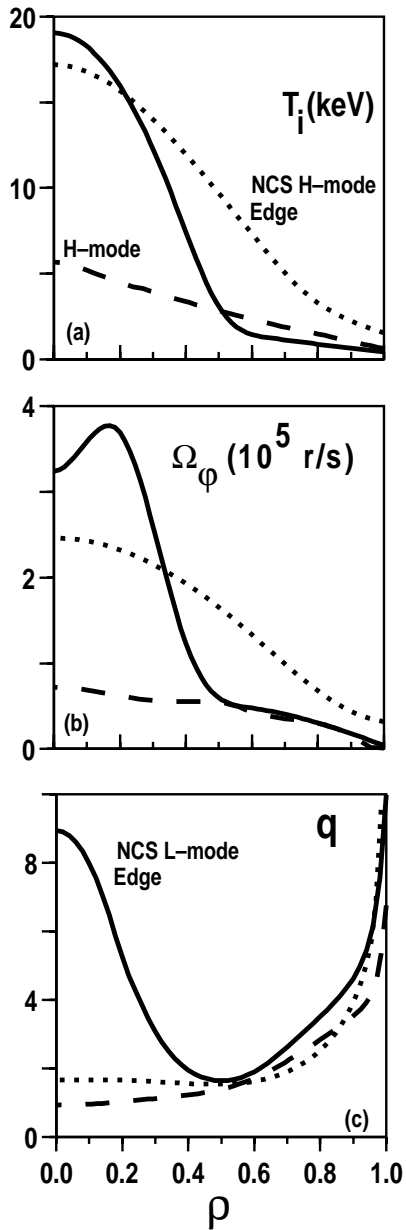 20
T_i(keV)
NCS H–mode
Edge
10
H–mode
(a)
0
4
Ω_φ (10^5 r/s)
2
(b)
0
q
8
NCS L–mode
Edge
4
(c)
0
0.0 0.2 0.4 0.6 0.8 1.0
ρ